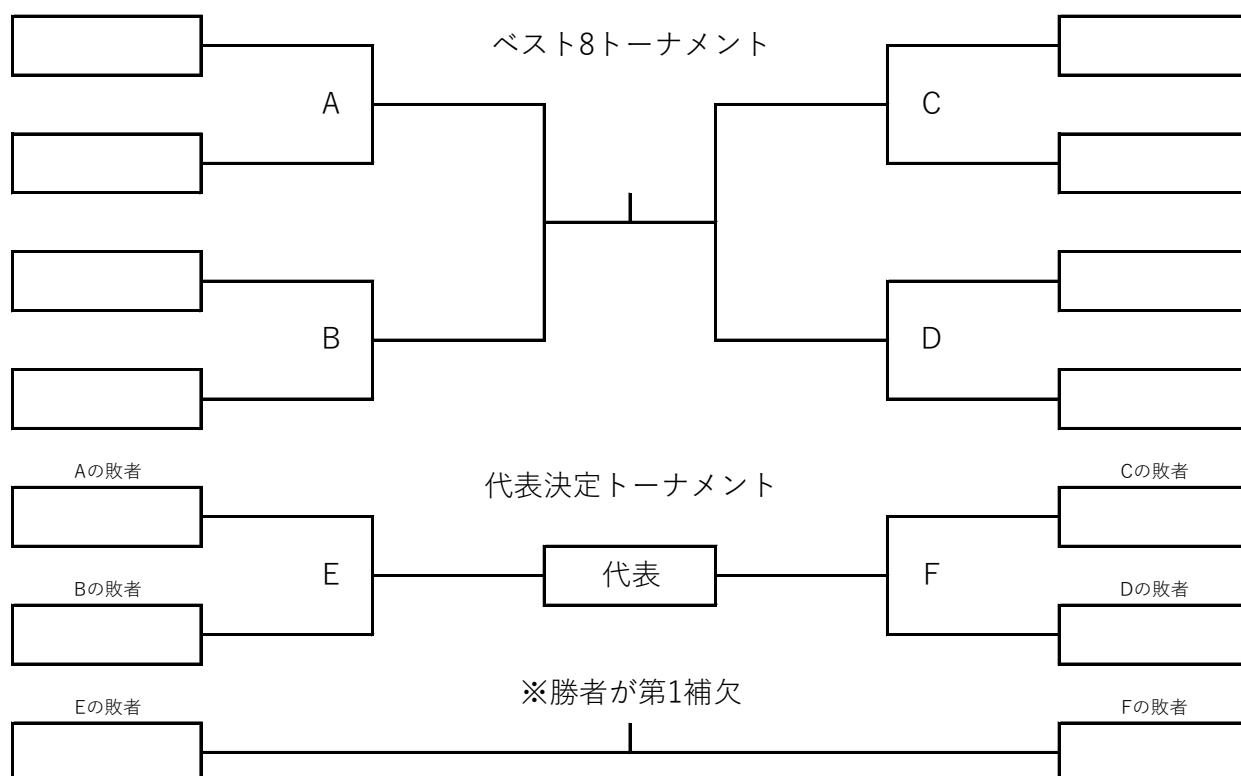 ベスト8トーナメント
A
C
B
D
Aの敗者
代表決定トーナメント
Cの敗者
E
代表
F
Bの敗者
Dの敗者
※勝者が第1補欠
Eの敗者
Fの敗者